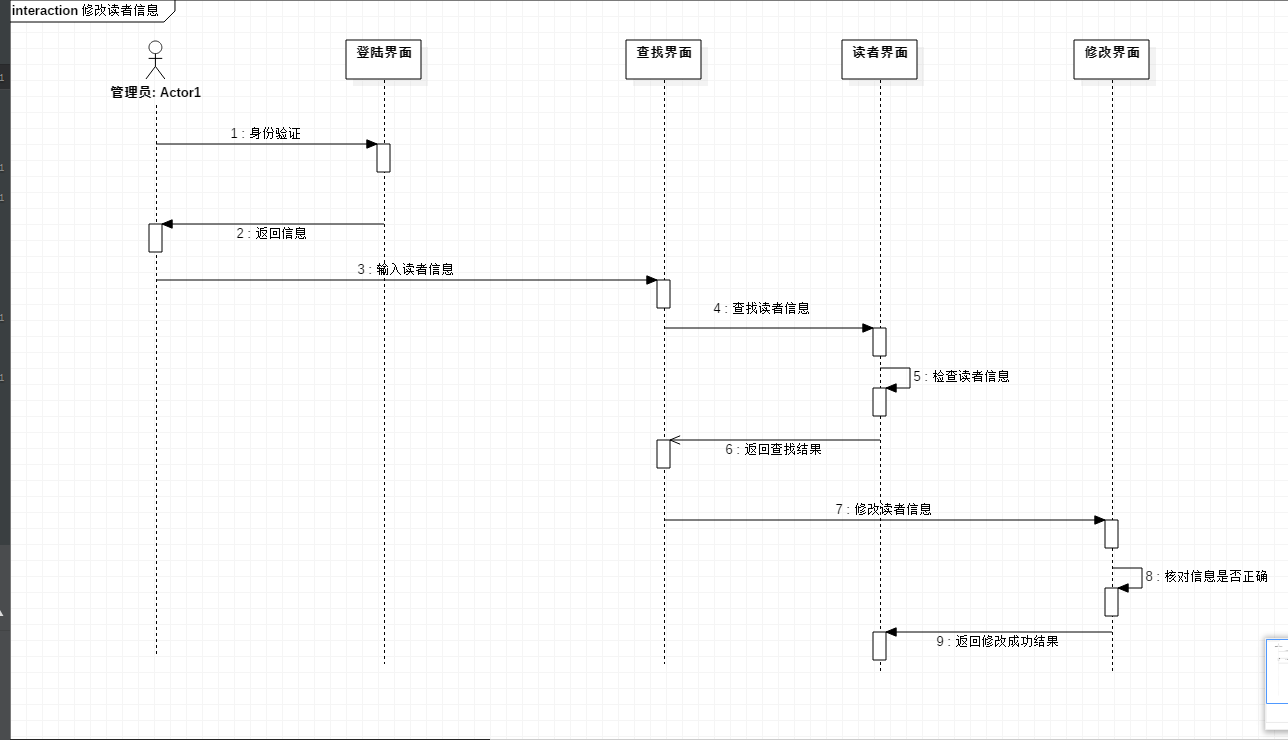 interaction 修改读者信息
登陆界面
查找界面
读者界面
修改界面
管理员: Actor1
1 : 身份验证
2 : 返回信息
3 : 输入读者信息
4 : 查找读者信息
5 : 检查读者信息
6 : 返回查找结果
7 : 修改读者信息
8 : 核对信息是否正确
9 : 返回修改成功结果